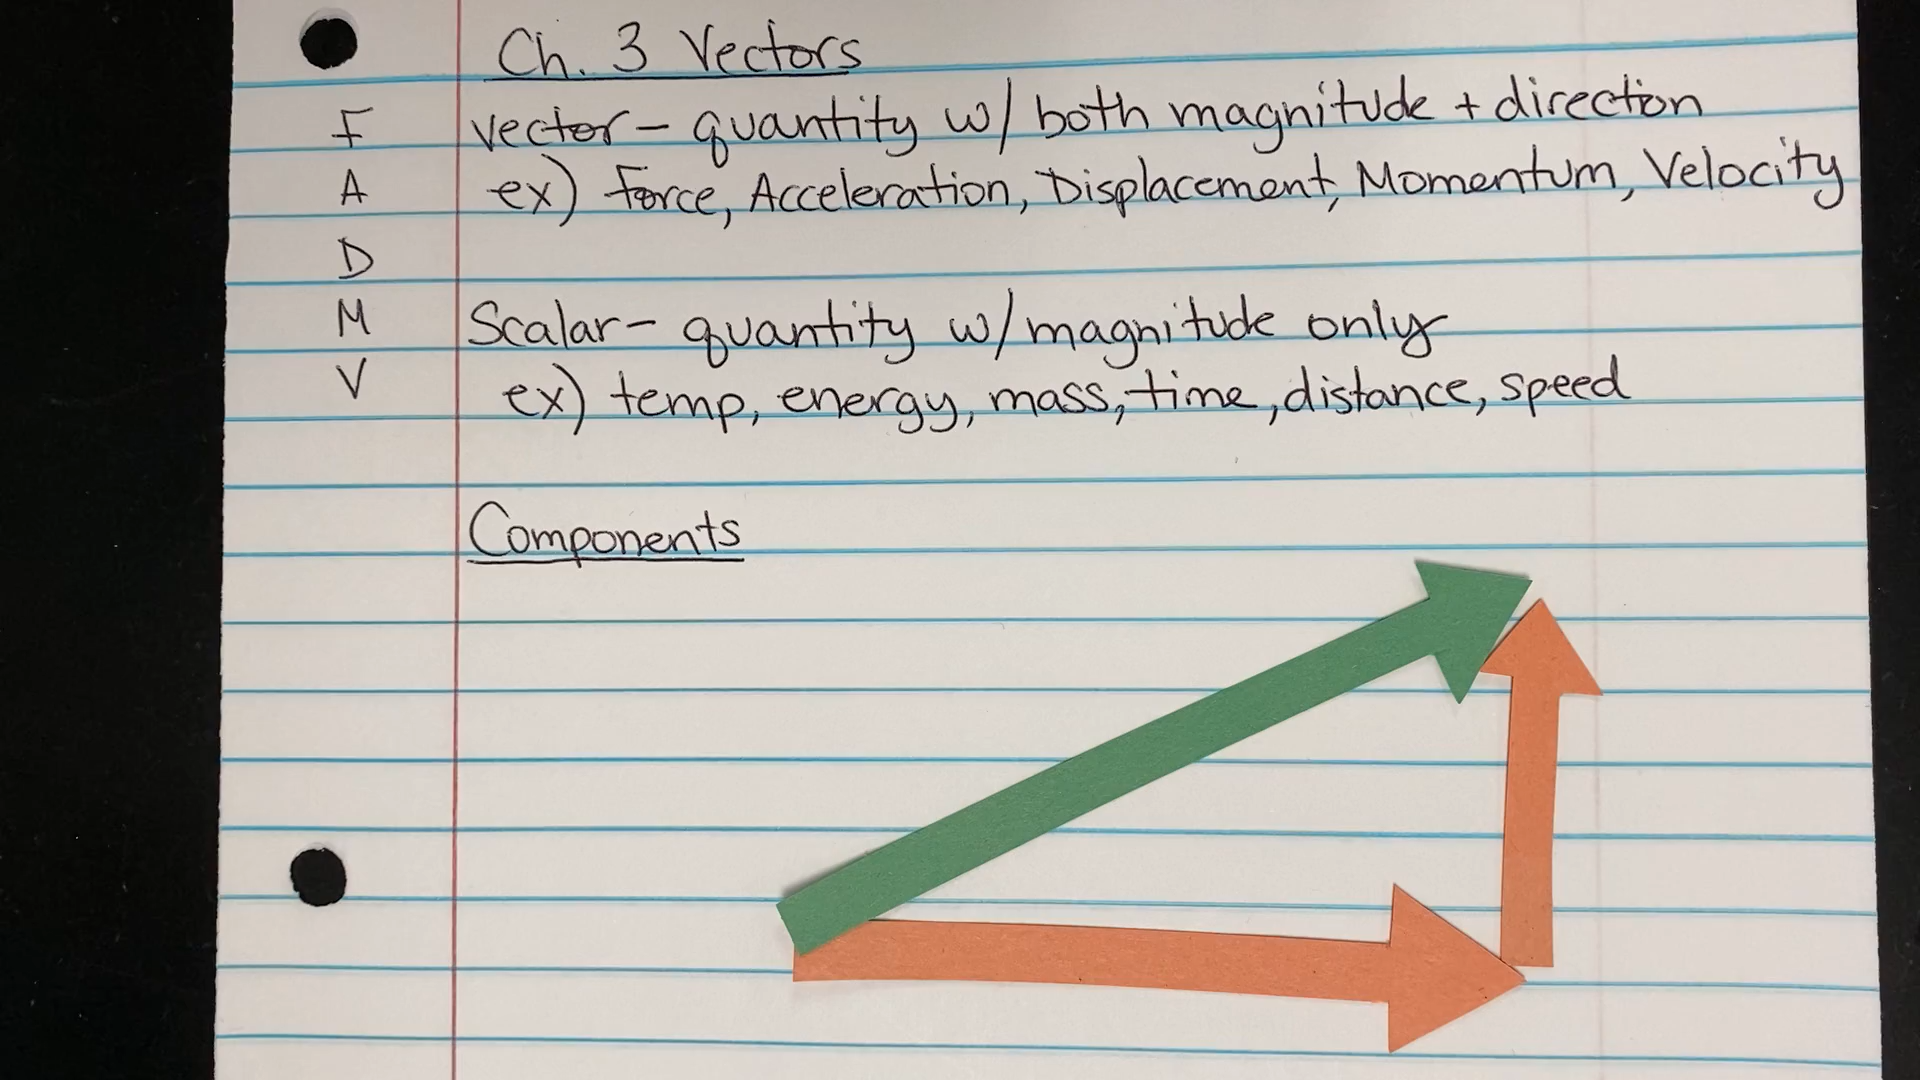 Ch. 3 Vectors
F
vector - quantity w/ both magnitude + direction
A
ex) Force, Acceleration, Displacement, Momentum, Velocity
D
M
Scalar - quantity w/ magnitude only
V
ex) temp, energy, mass, time, distance, speed
Components